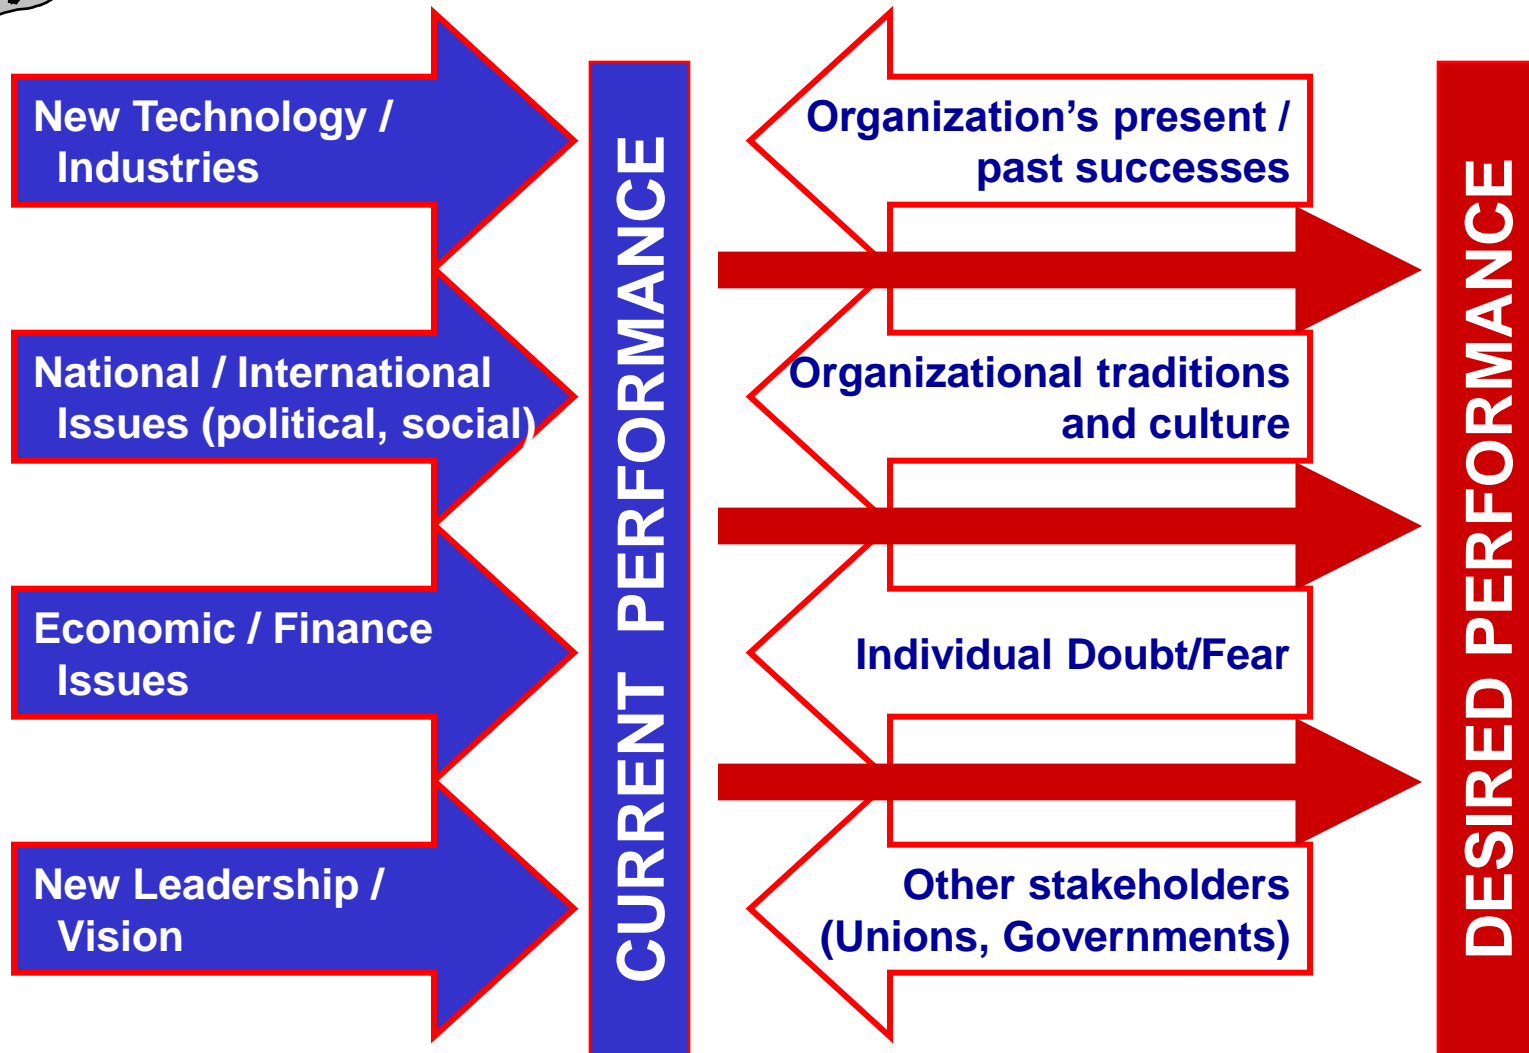 New Technology /
Industries
National / International
Issues (political, social)
Economic / Finance
Issues
New Leadership /
Vision
CURRENT PERFORMANCE
Organization’s present /
past successes
Organizational traditions
and culture
Individual Doubt/Fear
Other stakeholders
(Unions, Governments)
DESIRED PERFORMANCE